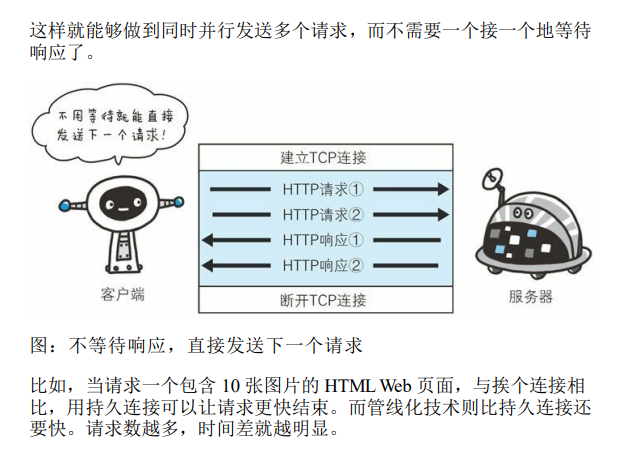 这样就能够做到同时并行发送多个请求，而不需要一个接一个地等待
响应了。
不用等待就能直接
发送下一个请求！
建立TCP连接
HTTP请求①
HTTP请求②
HTTP响应①
HTTP响应②
断开TCP连接
客户端
服务器
图：不等待响应，直接发送下一个请求
比如，当请求一个包含 10 张图片的 HTML Web 页面，与挨个连接相
比，用持久连接可以让请求更快结束。而管线化技术则比持久连接还
要快。请求数越多，时间差就越明显。